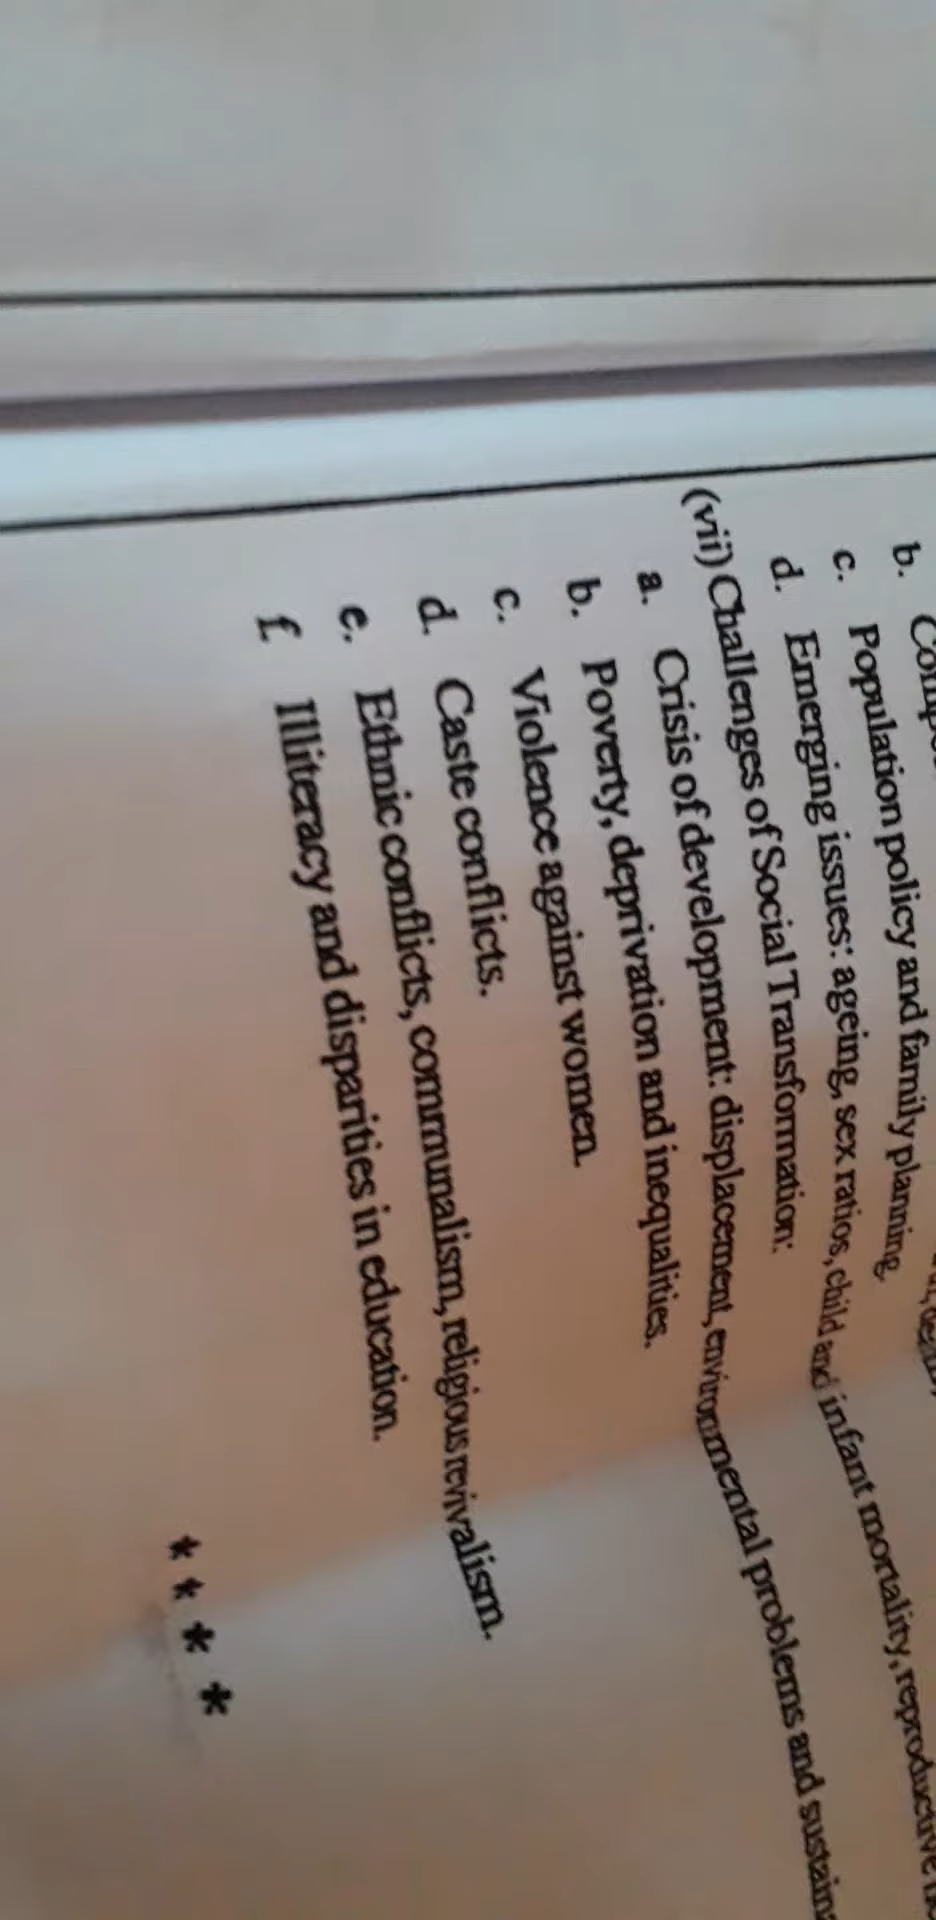 b.
c. Population policy and family planning.
d. Emerging issues: ageing, sex ratios, child and infant mortality, reproductive
(vii) Challenges of Social Transformation:
a. Crisis of development: displacement, environmental problems and
b. Poverty, deprivation and inequalities.
c. Violence against women.
d. Caste conflicts.
e. Ethnic conflicts, communalism, religious revivalism.
f. Illiteracy and disparities in education.
* * * *